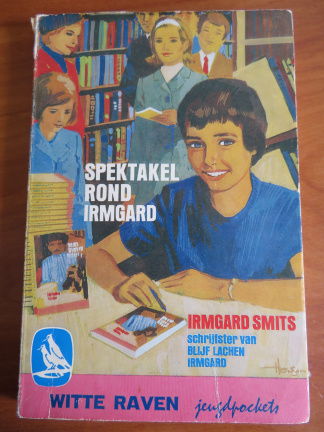 SPEKTAKEL
ROND
IRMGARD
IRMGARD SMITS
schrijfster van
BLIJF LACHEN
IRMGARD
WITTE RAVEN jeugdpockets